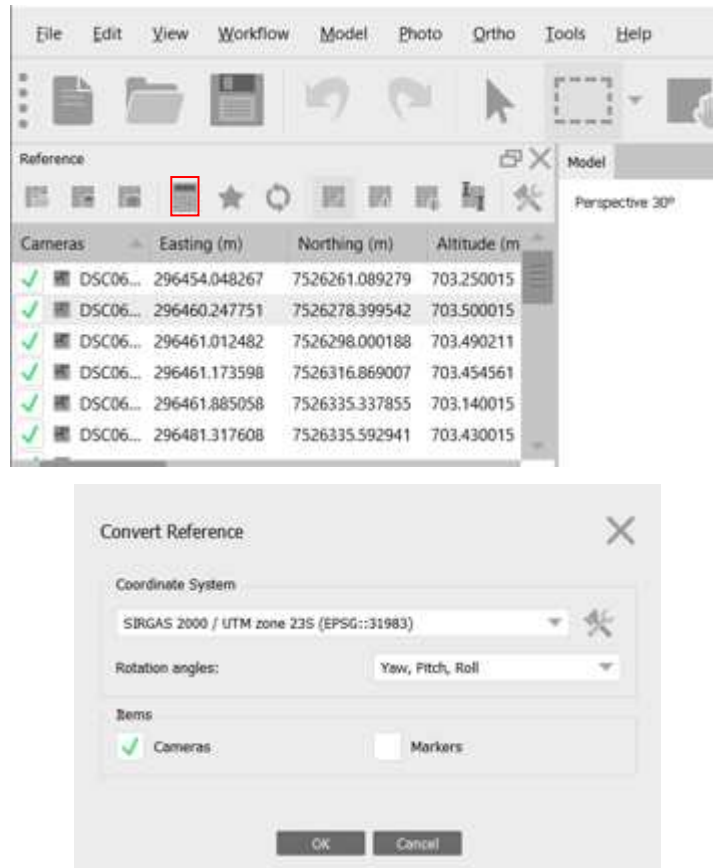 File Edit View Workflow Model Photo Ortho Tools Help
Reference
Model
Perspective 30°
Cameras Easting (m) Northing (m) Altitude (m
DSC06... 296454.048267 7526261.089279 703.250015
DSC06... 296460.247751 7526278.399542 703.500015
DSC06... 296461.012482 7526298.000188 703.490211
DSC06... 296461.173598 7526316.869007 703.454561
DSC06... 296461.885058 7526335.337855 703.140015
DSC06... 296481.317608 7526335.592941 703.430015
Convert Reference
Coordinate System
SIRGAS 2000 / UTM zone 23S (EPSG::31983)
Rotation angles: Yaw, Pitch, Roll
Items
Cameras Markers
OK Cancel